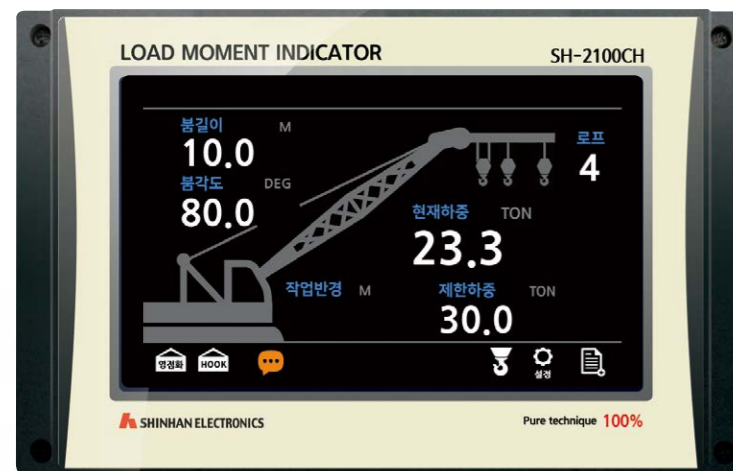 LOAD MOMENT INDICATOR SH-2100CH
붐길이 M
10.0
붐각도 DEG
80.0
로프
4
현재하중 TON
23.3
작업반경 M
제한하중 TON
30.0
영점화 HOOK 설정
SHINHAN ELECTRONICS Pure technique 100%